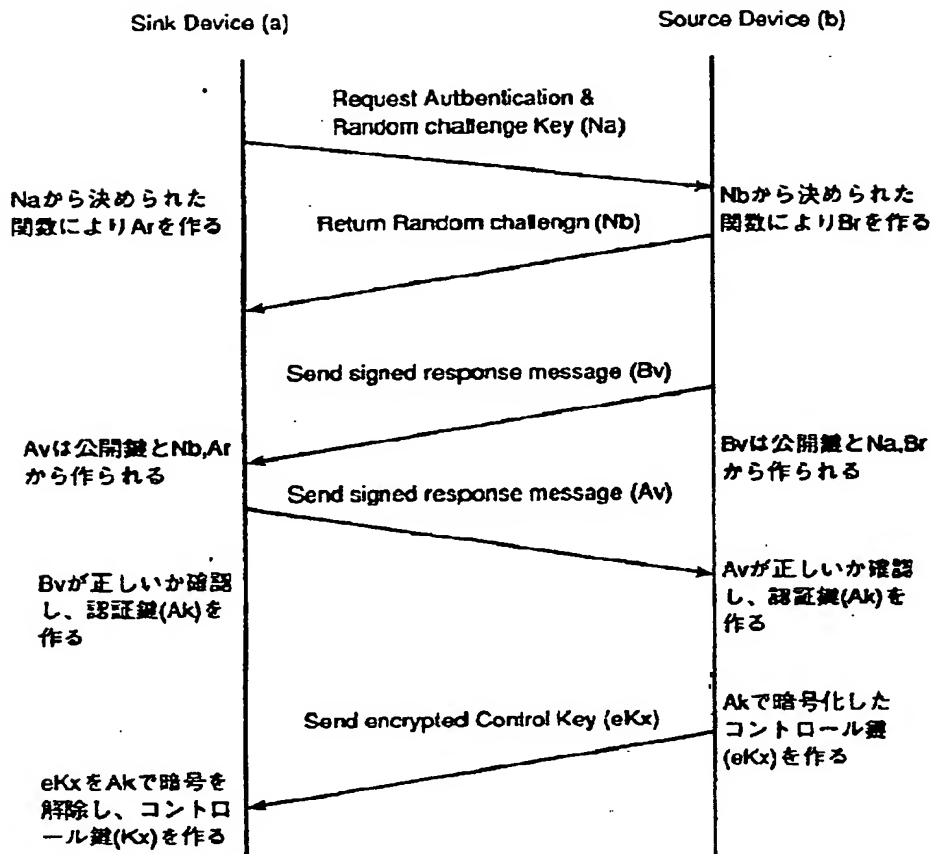 Sink Device (a)
Source Device (b)
Request Autbentication &
Random challenge Key (Na)
Naから決められた
関数によりArを作る
Nbから決められた
関数によりBrを作る
Return Random challengn (Nb)
Send signed response message (Bv)
Avは公開鍵とNb,Ar
から作られる
Bvは公開鍵とNa,Br
から作られる
Send signed response message (Av)
Bvが正しいか確認
し、認証鍵(Ak)を
作る
Avが正しいか確認
し、認証鍵(Ak)を
作る
Send encrypted Control Key (eKx)
Akで暗号化した
コントロール鍵
(eKx)を作る
eKxをAkで暗号を
解除し、コントロ
ール鍵(Kx)を作る